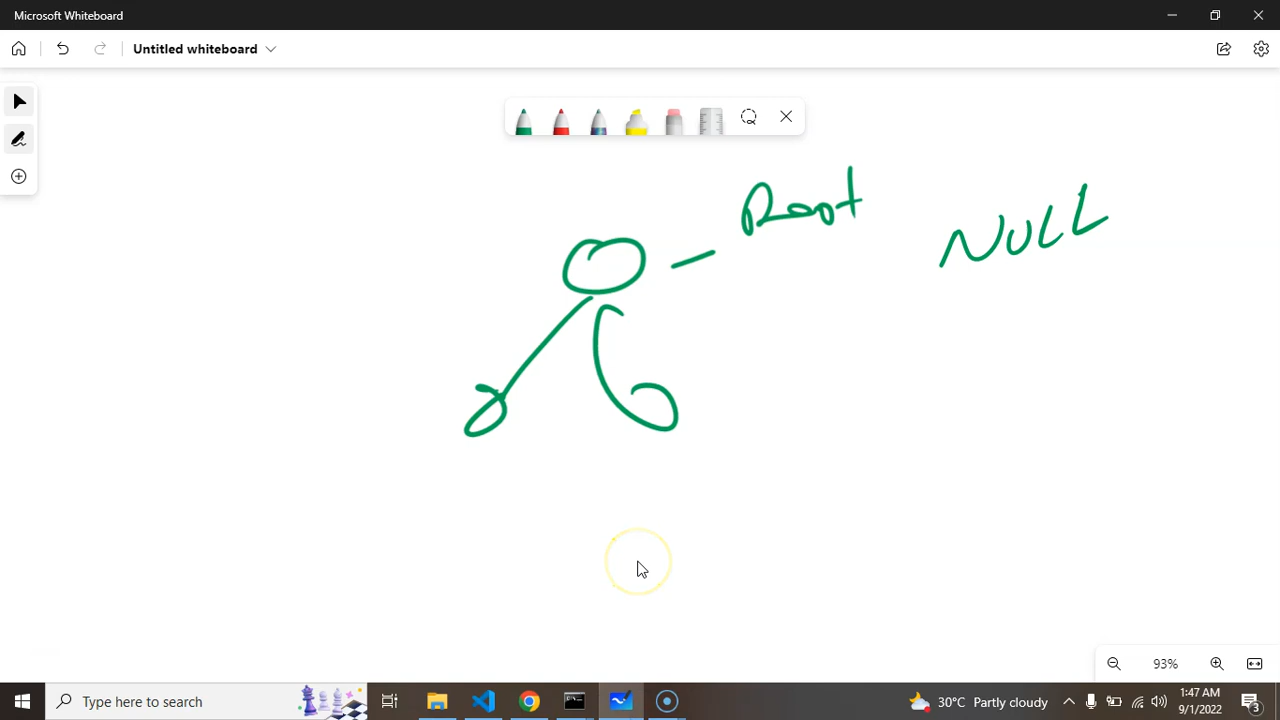 Microsoft Whiteboard
Untitled whiteboard
Root
NULL
93%
Type here to search
30°C Partly cloudy
1:47 AM
9/1/2022
3